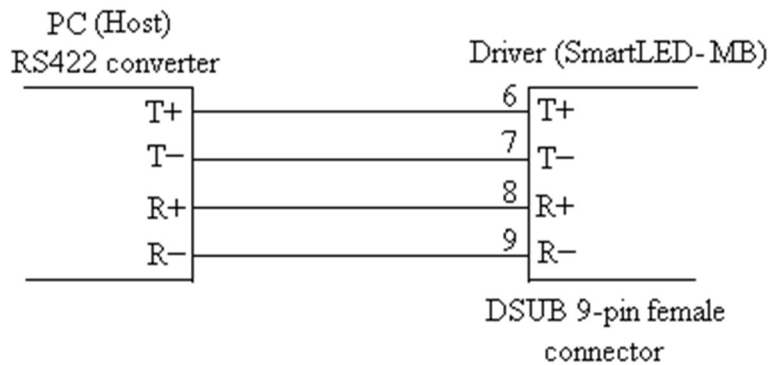 PC (Host)
RS422 converter
Driver (SmartLED-MB)
T+
6
T+
T−
7
T−
R+
8
R+
R−
9
R−
DSUB 9-pin female
connector